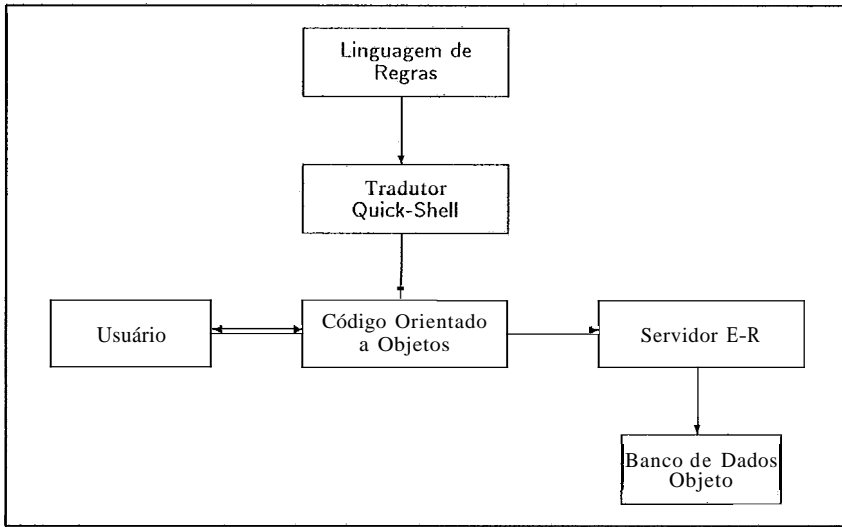 Linguagem de
Regras
Tradutor
Quick-Shell
Usuário
Código Orientado
a Objetos
Servidor E-R
Banco de Dados
Objeto